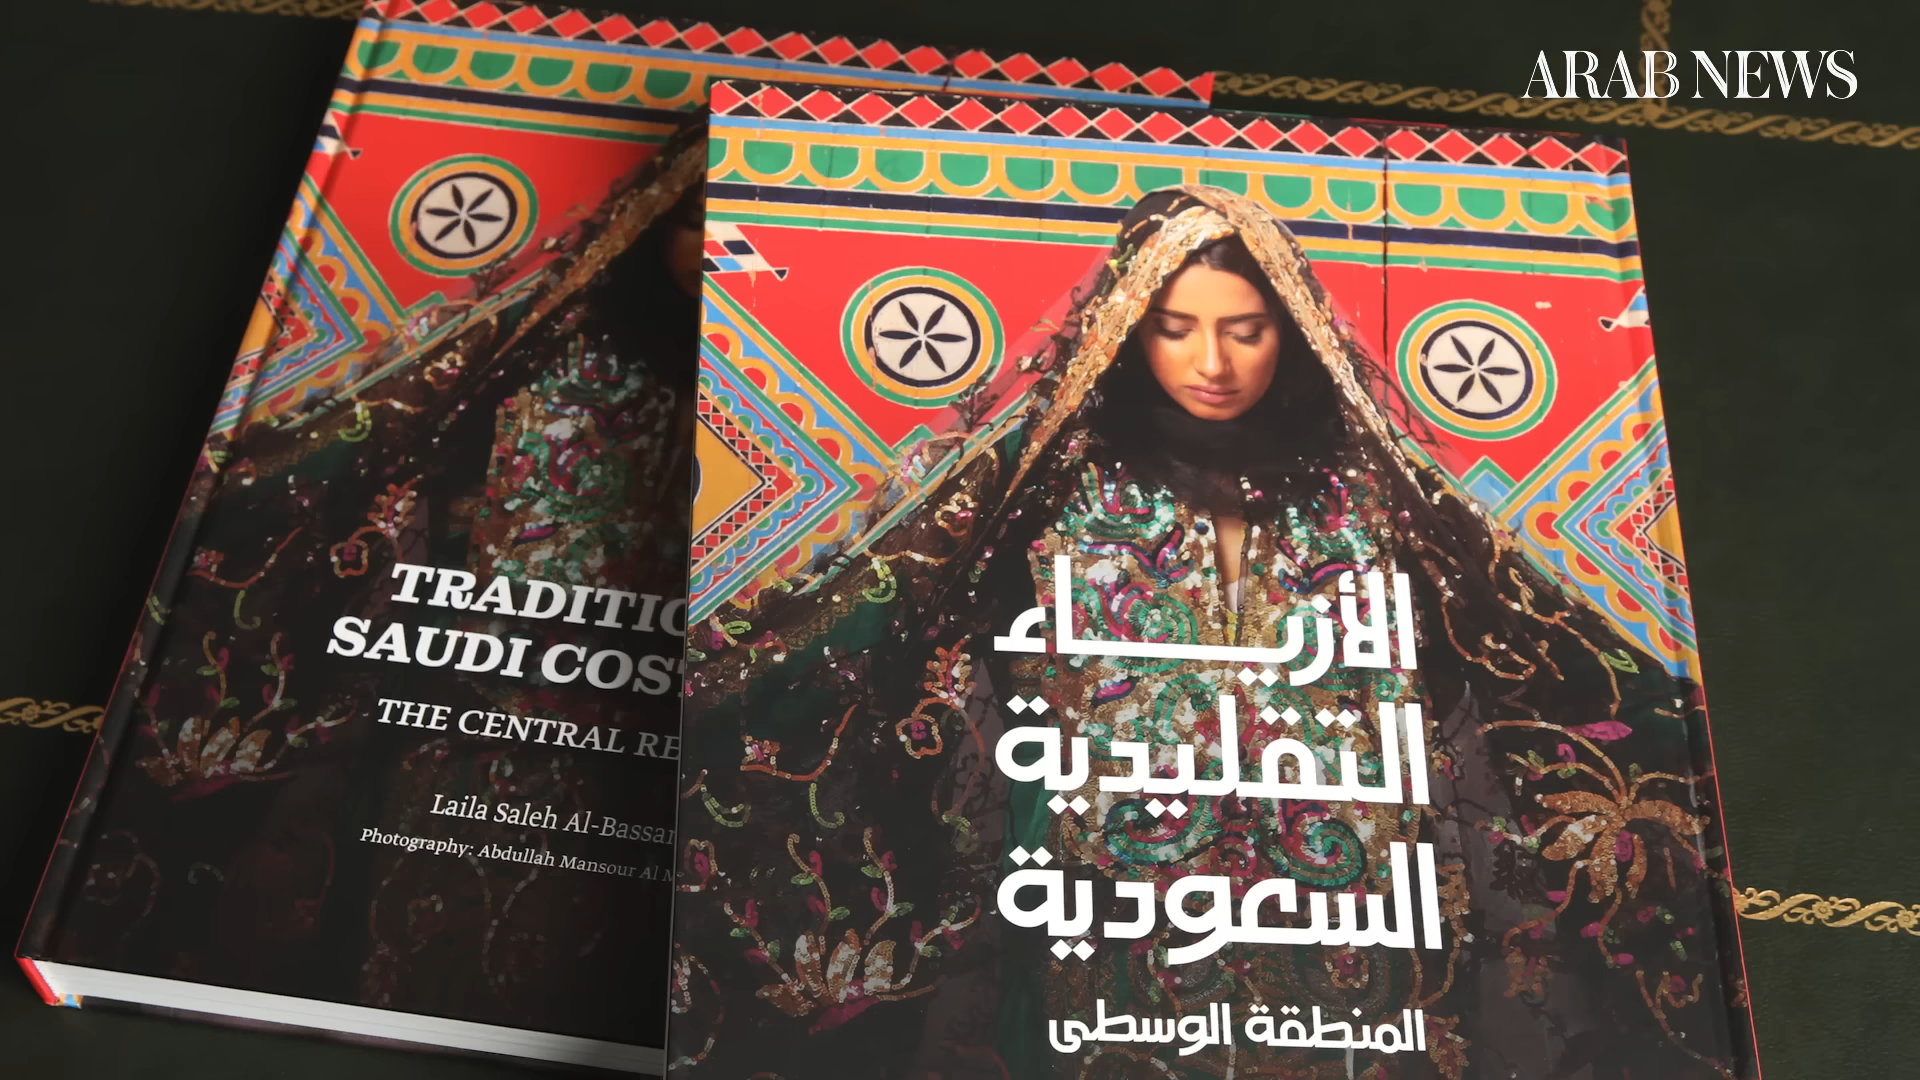 ARAB NEWS
TRADITIO
SAUDI COS
THE CENTRAL RE
Laila Saleh Al-Bassa
Photography: Abdullah Mansour Al
الأزيـــاء
التقليدية
السعودية
المنطقة الوسطى